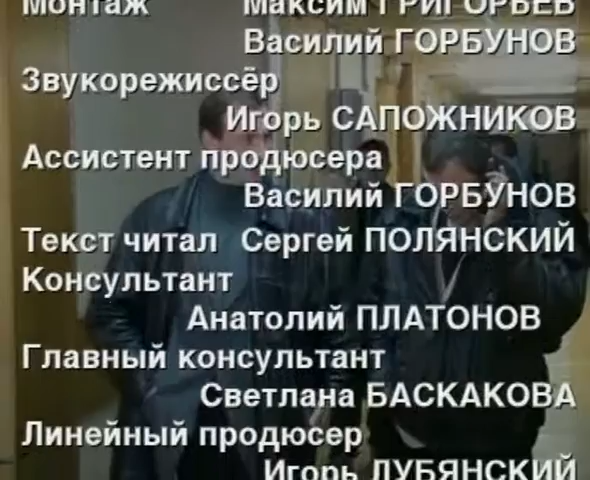 Монтаж Максим ГРИГОРЬЕВ
Василий ГОРБУНОВ
Звукорежиссёр
Игорь САПОЖНИКОВ
Ассистент продюсера
Василий ГОРБУНОВ
Текст читал Сергей ПОЛЯНСКИЙ
Консультант
Анатолий ПЛАТОНОВ
Главный консультант
Светлана БАСКАКОВА
Линейный продюсер
Игорь ЛУБЯНСКИЙ